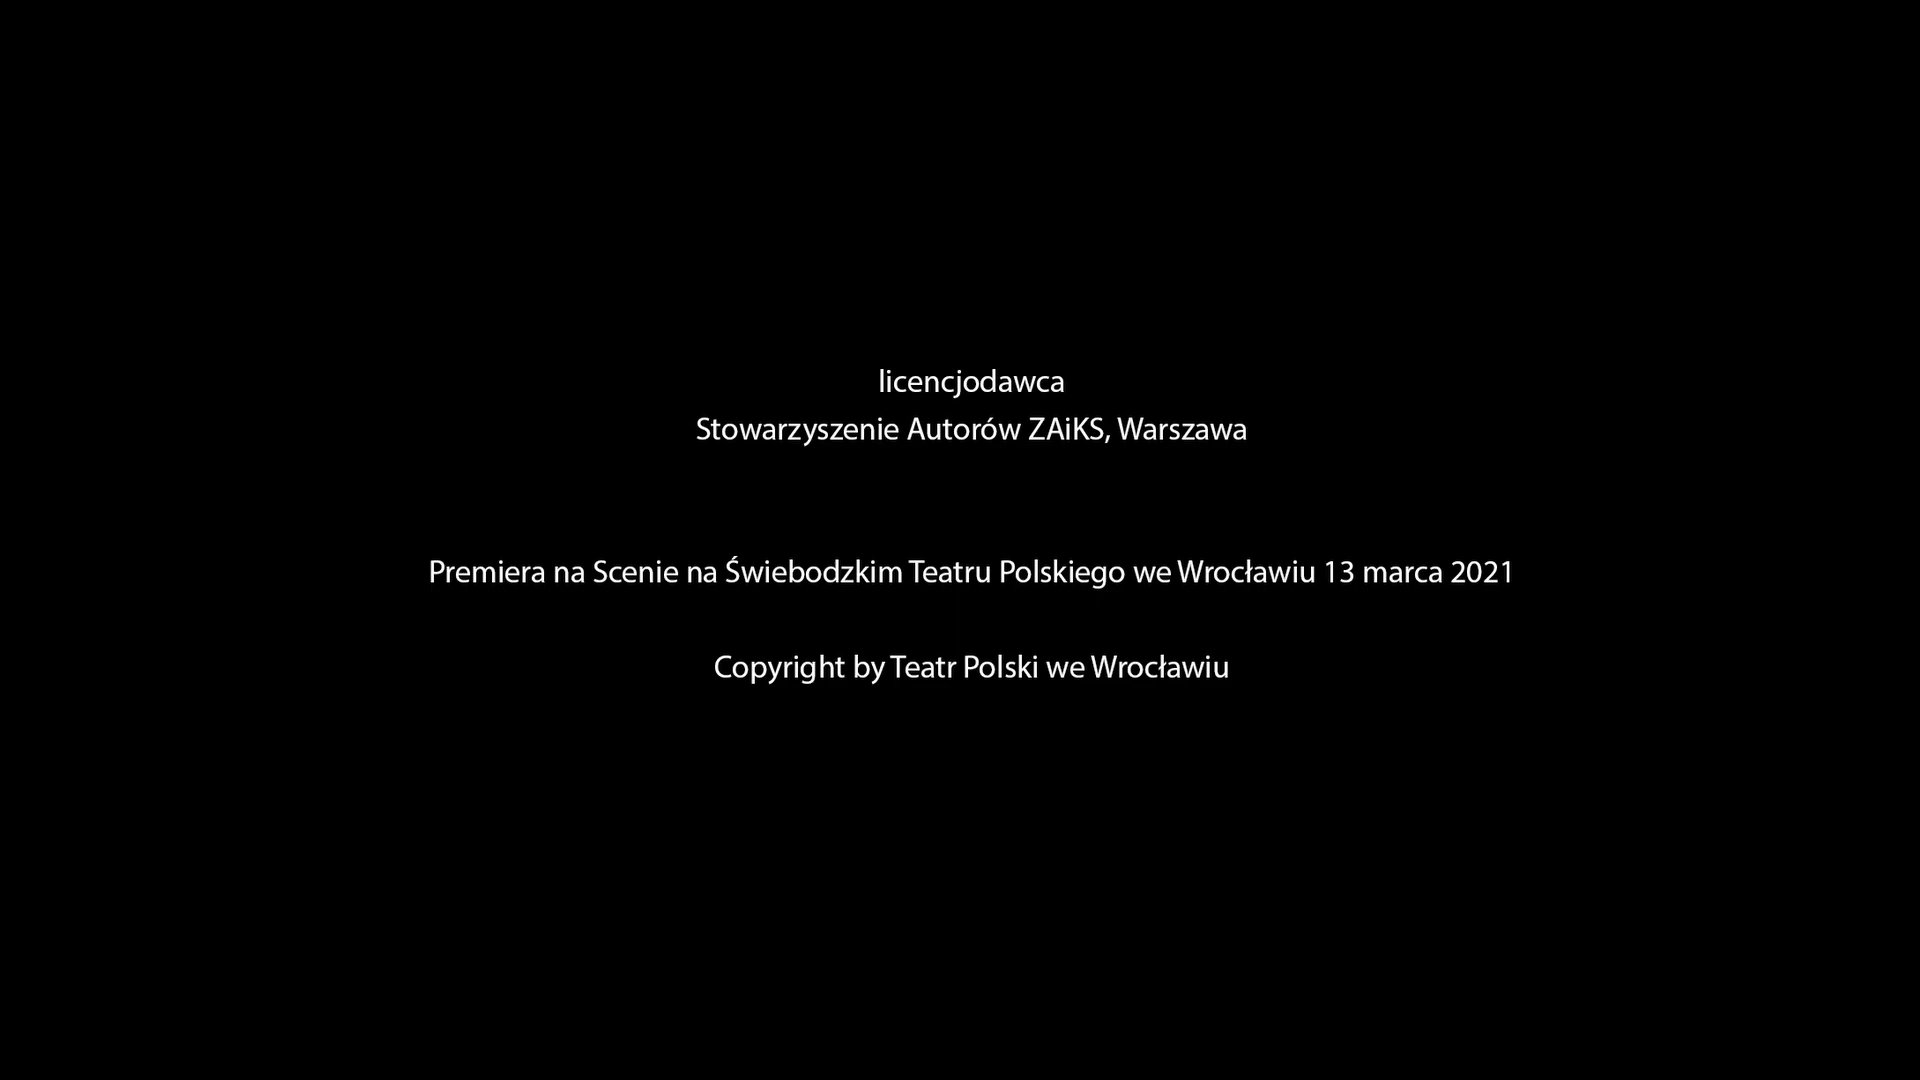 licencjodawca
Stowarzyszenie Autorów ZAiKS, Warszawa
Premiera na Scenie na Świebodzkim Teatru Polskiego we Wrocławiu 13 marca 2021
Copyright by Teatr Polski we Wrocławiu